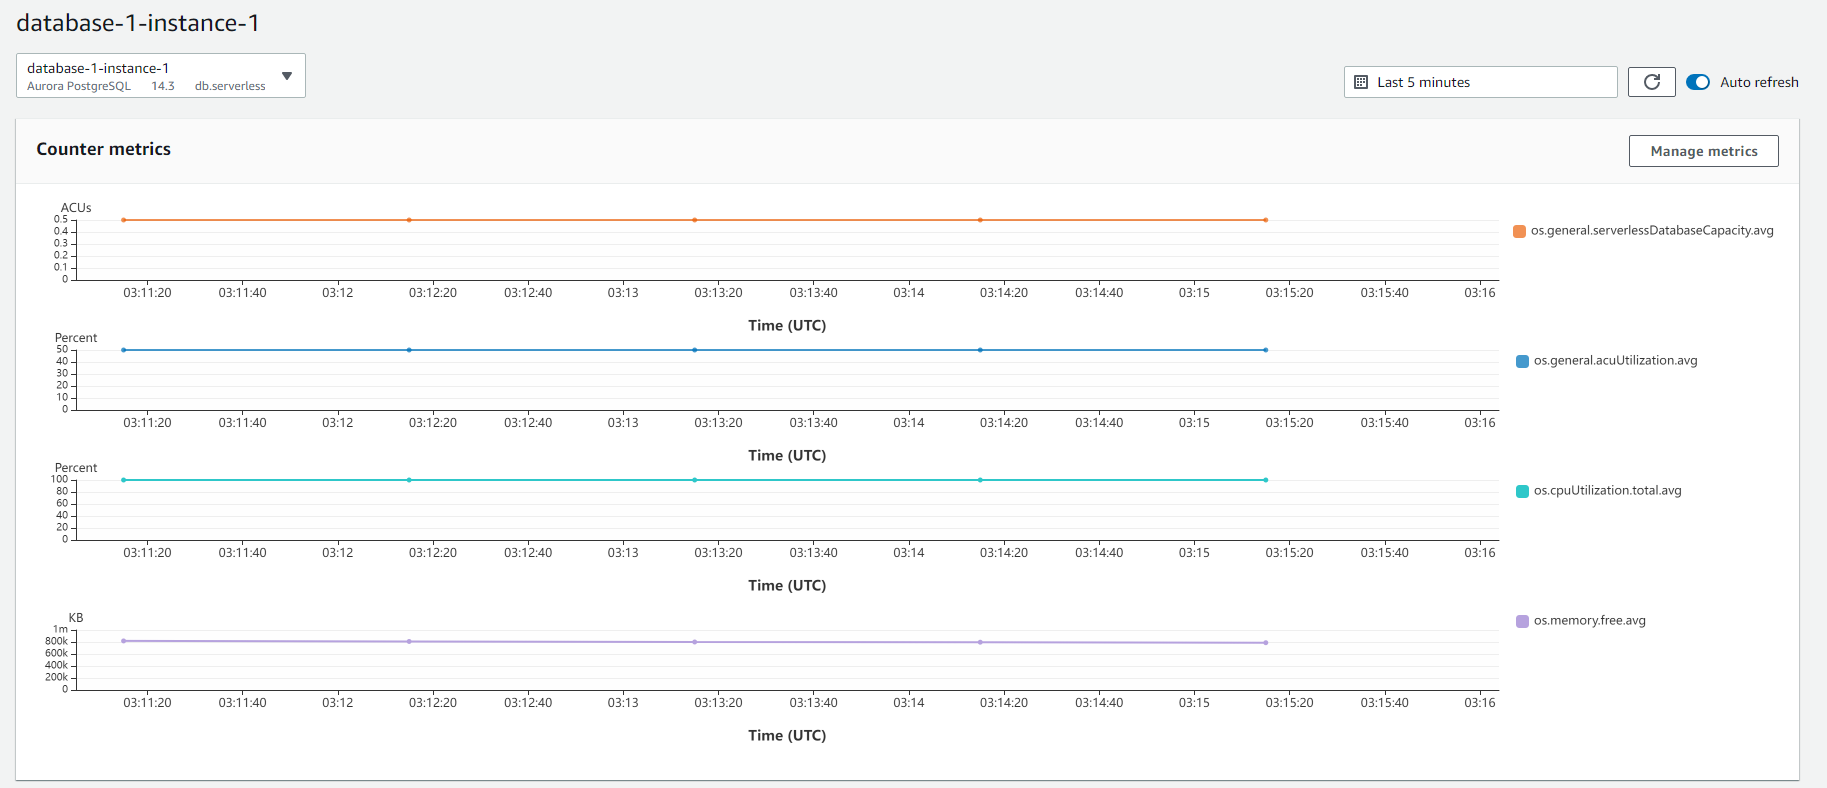 database-1-instance-1
database-1-instance-1
Aurora PostgreSQL 14.3 db.serverless
Last 5 minutes
Auto refresh
Counter metrics
Manage metrics
ACUs
0.5
0.4
0.3
0.2
0.1
0
03:11:20 03:11:40 03:12 03:12:20 03:12:40 03:13 03:13:20 03:13:40 03:14 03:14:20 03:14:40 03:15 03:15:20 03:15:40 03:16
Time (UTC)
os.general.serverlessDatabaseCapacity.avg
Percent
50
40
30
20
10
0
03:11:20 03:11:40 03:12 03:12:20 03:12:40 03:13 03:13:20 03:13:40 03:14 03:14:20 03:14:40 03:15 03:15:20 03:15:40 03:16
Time (UTC)
os.general.acuUtilization.avg
Percent
100
80
60
40
20
0
03:11:20 03:11:40 03:12 03:12:20 03:12:40 03:13 03:13:20 03:13:40 03:14 03:14:20 03:14:40 03:15 03:15:20 03:15:40 03:16
Time (UTC)
os.cpuUtilization.total.avg
KB
1m
800k
600k
400k
200k
0
03:11:20 03:11:40 03:12 03:12:20 03:12:40 03:13 03:13:20 03:13:40 03:14 03:14:20 03:14:40 03:15 03:15:20 03:15:40 03:16
Time (UTC)
os.memory.free.avg